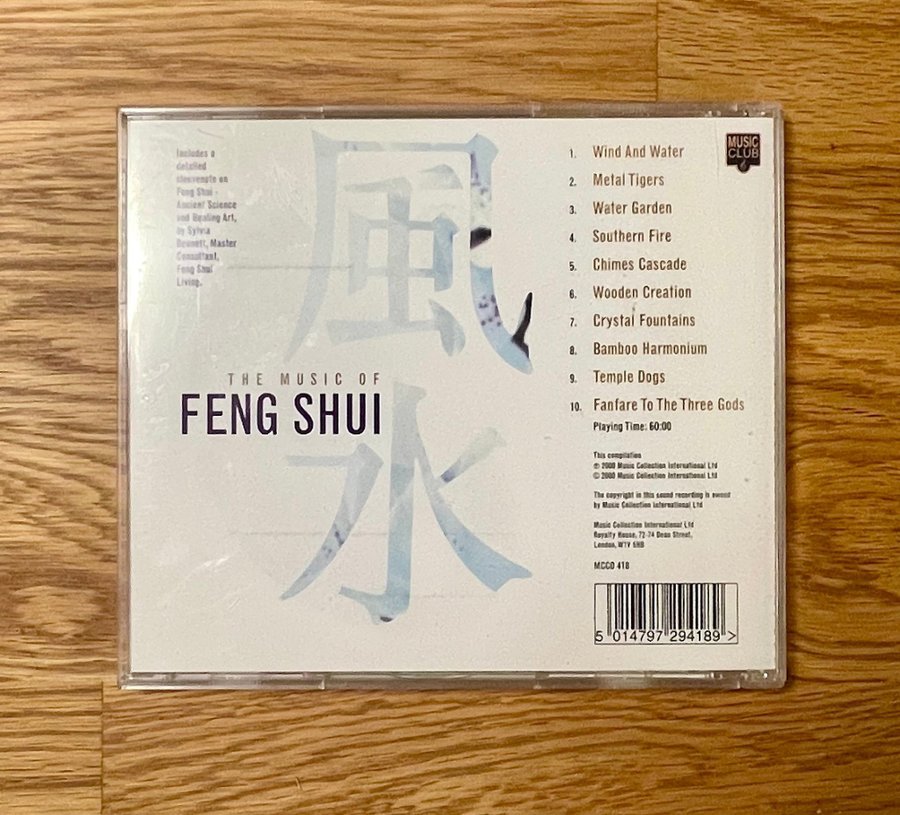 Includes a
detailed
sleevenote on
Feng Shui -
Ancient Science
and Healing Art,
by Sylvia
Bennett, Master
Consultant,
Feng Shui
Living.
風
水
THE MUSIC OF
FENG SHUI
MUSIC
CLUB
1. Wind And Water
2. Metal Tigers
3. Water Garden
4. Southern Fire
5. Chimes Cascade
6. Wooden Creation
7. Crystal Fountains
8. Bamboo Harmonium
9. Temple Dogs
10. Fanfare To The Three Gods
Playing Time: 60:00
This compilation
℗ 2000 Music Collection International Ltd
© 2000 Music Collection International Ltd
The copyright in this sound recording is owned
by Music Collection International Ltd
Music Collection International Ltd
Royalty House, 72-74 Dean Street,
London, W1V 6HB
MCCD 418
5 014797 294189 >